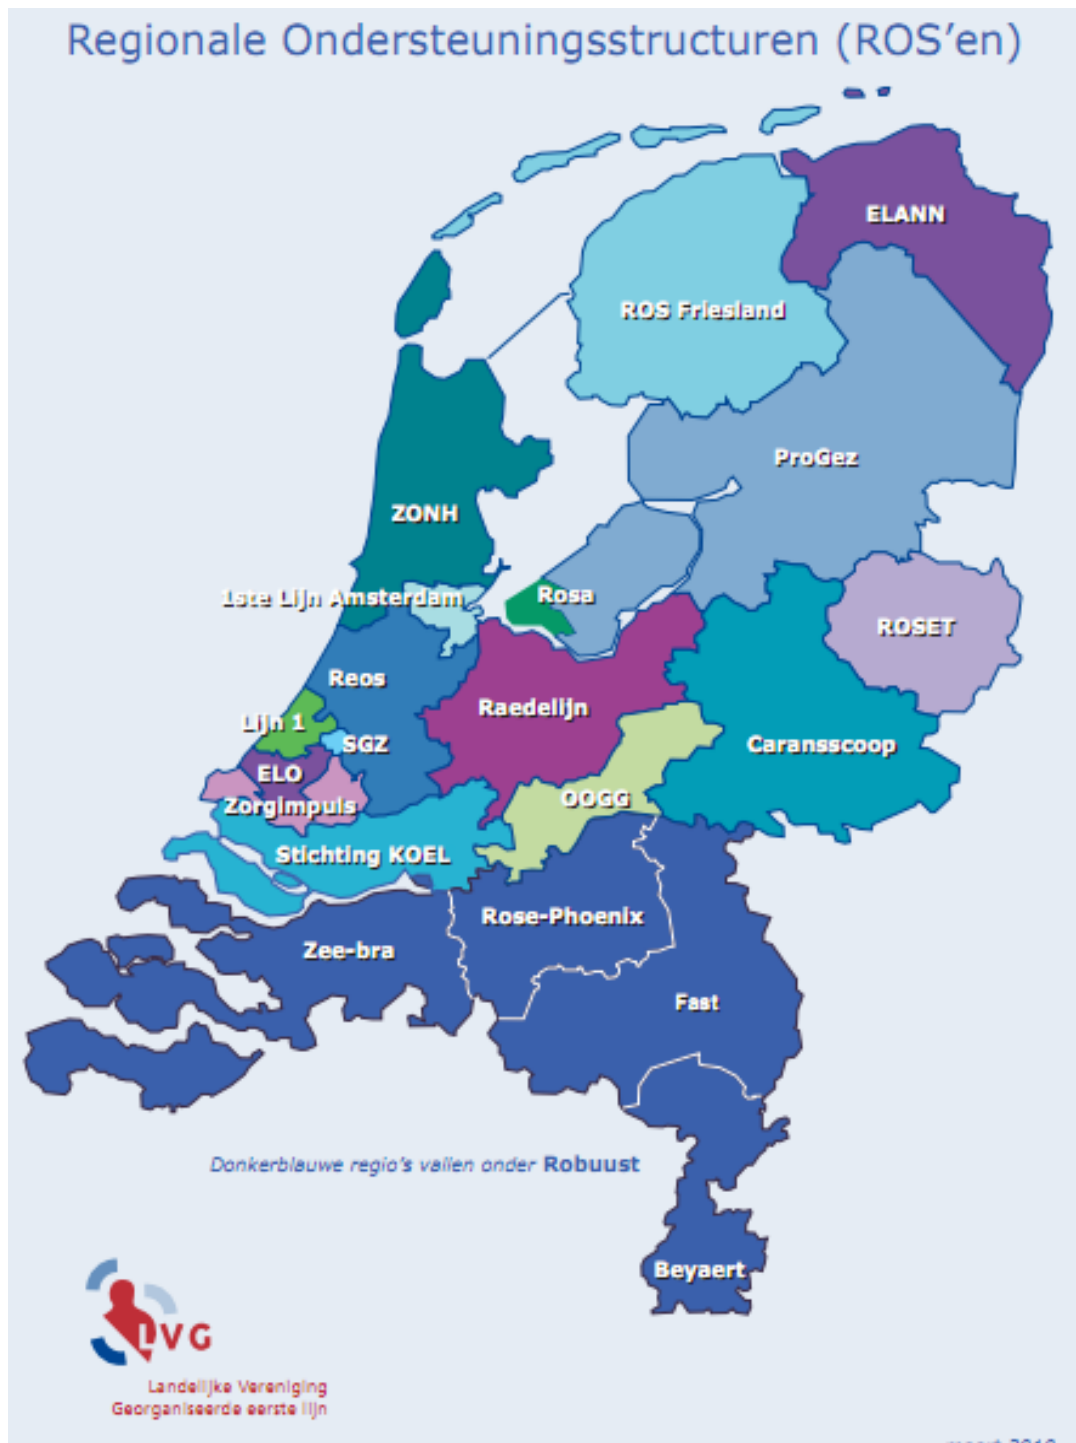 Regionale Ondersteuningsstructuren (ROS'en)
ELANN
ROS Friesland
ProGez
ZONH
1ste Lijn Amsterdam
Rosa
ROSET
Reos
Raedelijn
Lijn 1
SGZ
Caransscoop
ELO
OOGG
Zorgimpuls
Stichting KOEL
Rose-Phoenix
Zee-bra
Fast
Donkerblauwe regio's vallen onder Robuust
Beyaert
LVG
Landelijke Vereniging
Georganiseerde eerste lijn